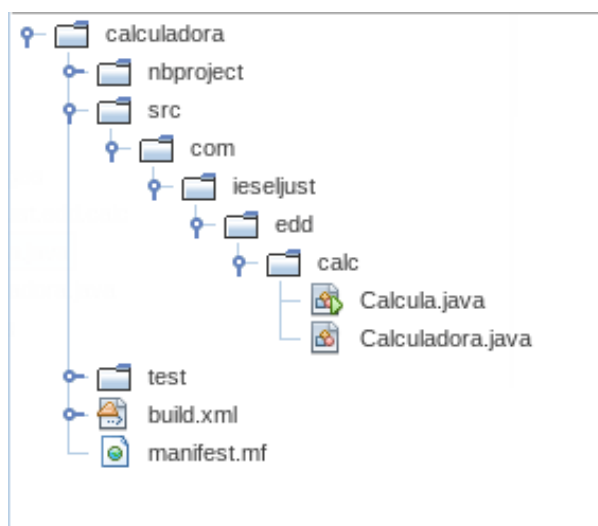 calculadora
nbproject
src
com
ieseljust
edd
calc
Calcula.java
Calculadora.java
test
build.xml
manifest.mf